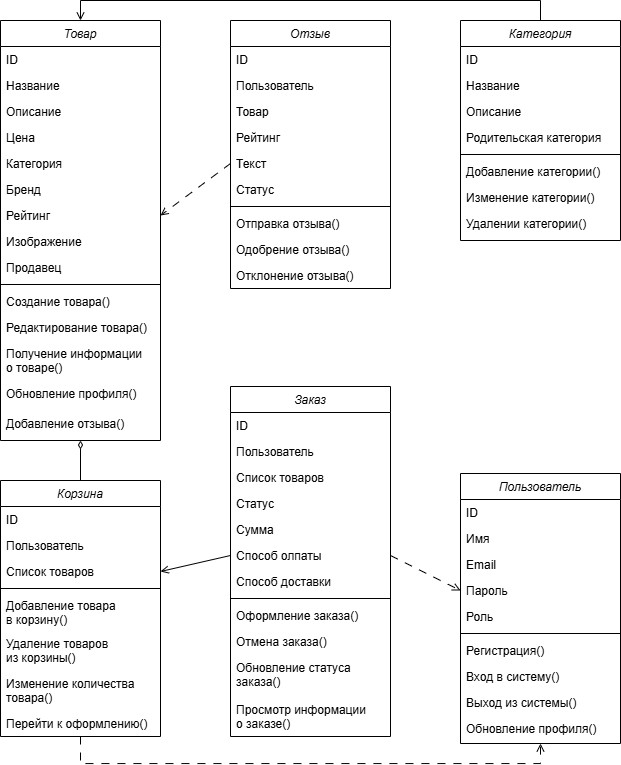 Товар
ID
Название
Описание
Цена
Категория
Бренд
Рейтинг
Изображение
Продавец
Создание товара()
Редактирование товара()
Получение информации
о товаре()
Обновление профиля()
Добавление отзыва()
Отзыв
ID
Пользователь
Товар
Рейтинг
Текст
Статус
Отправка отзыва()
Одобрение отзыва()
Отклонение отзыва()
Категория
ID
Название
Описание
Родительская категория
Добавление категории()
Изменение категории()
Удалении категории()
Корзина
ID
Пользователь
Список товаров
Добавление товара
в корзину()
Удаление товаров
из корзины()
Изменение количества
товара()
Перейти к оформлению()
Заказ
ID
Пользователь
Список товаров
Статус
Сумма
Способ олпаты
Способ доставки
Оформление заказа()
Отмена заказа()
Обновление статуса
заказа()
Просмотр информации
о заказе()
Пользователь
ID
Имя
Email
Пароль
Роль
Регистрация()
Вход в систему()
Выход из системы()
Обновление профиля()